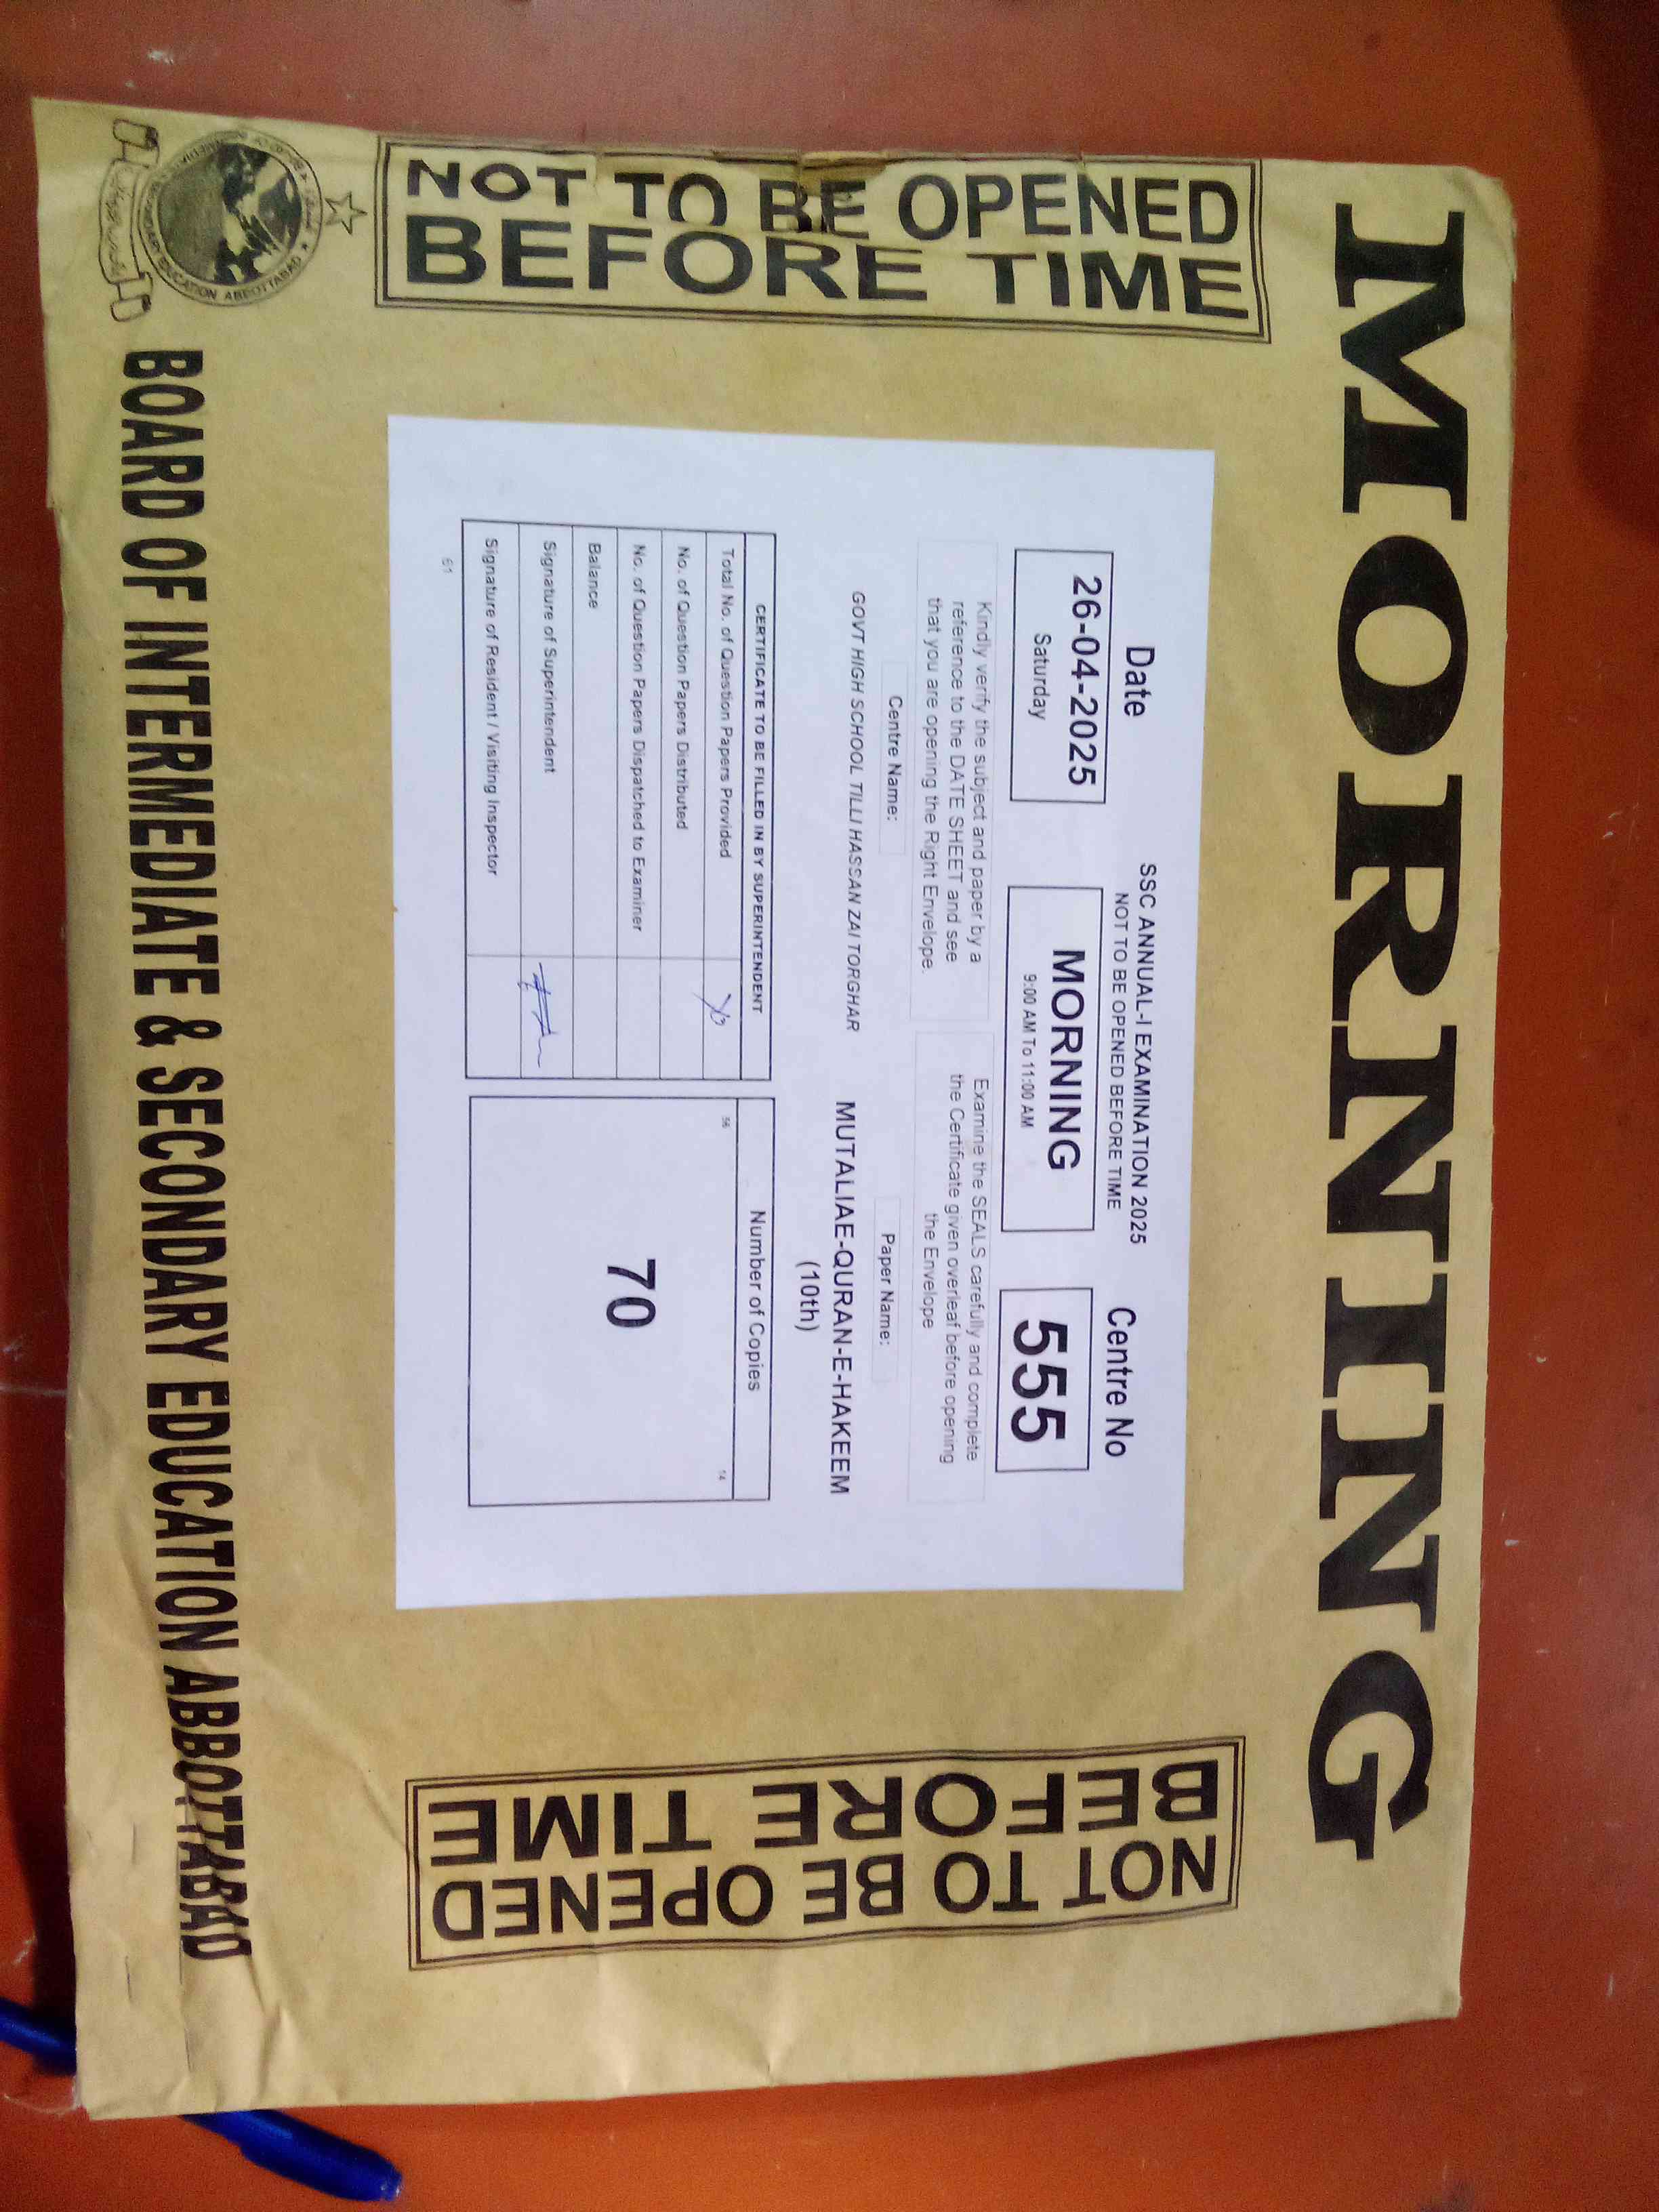 MORNING
NOT TO BE OPENED
BEFORE TIME
Date
26-04-2025
Saturday
SSC ANNUAL-I EXAMINATION 2025
NOT TO BE OPENED BEFORE TIME
MORNING
9:00 AM To 11:00 AM
Centre No
555
Kindly verify the subject and paper by a
reference to the DATE SHEET and see
that you are opening the Right Envelope.
Examine the SEALS carefully and complete
the Certificate given overleaf before opening
the Envelope
Centre Name:
GOVT HIGH SCHOOL TILLI HASSAN ZAI TORGHAR
Paper Name:
MUTALIAE-QURAN-E-HAKEEM
(10th)
CERTIFICATE TO BE FILLED IN BY SUPERINTENDENT
Total No. of Question Papers Provided
No. of Question Papers Distributed
No. of Question Papers Dispatched to Examiner
Balance
Signature of Superintendent
Signature of Resident / Visiting Inspector
61
Number of Copies
56
14
70
NOT TO BE OPENED
BEFORE TIME
BOARD OF INTERMEDIATE & SECONDARY EDUCATION ABBOTTABAD